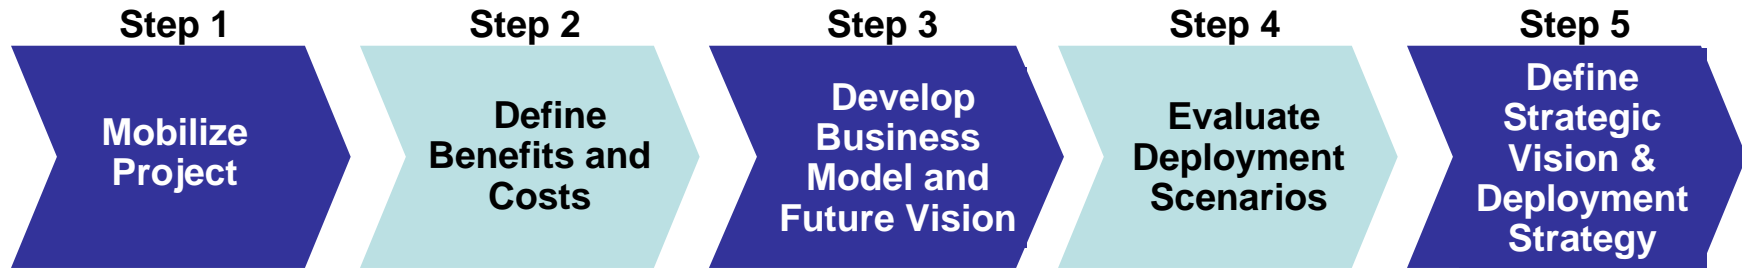 Step 1
Mobilize
Project
Step 2
Define
Benefits and
Costs
Step 3
Develop
Business
Model and
Future Vision
Step 4
Evaluate
Deployment
Scenarios
Step 5
Define
Strategic
Vision &
Deployment
Strategy